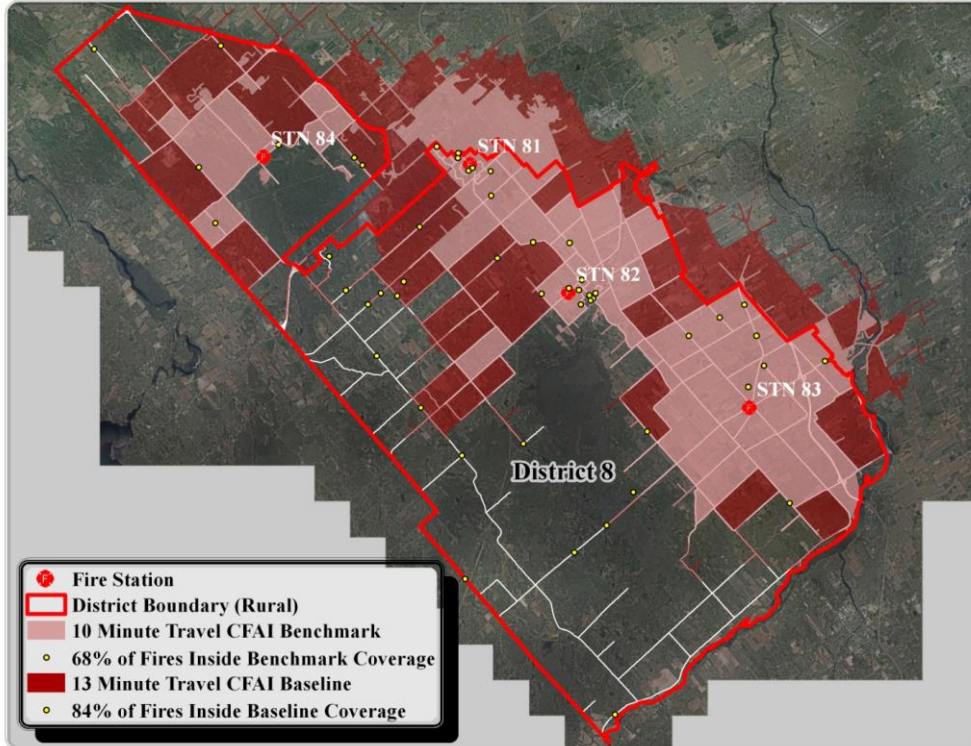 STN 84
STN 81
STN 82
STN 83
District 8
F Fire Station
District Boundary (Rural)
10 Minute Travel CFAI Benchmark
68% of Fires Inside Benchmark Coverage
13 Minute Travel CFAI Baseline
84% of Fires Inside Baseline Coverage